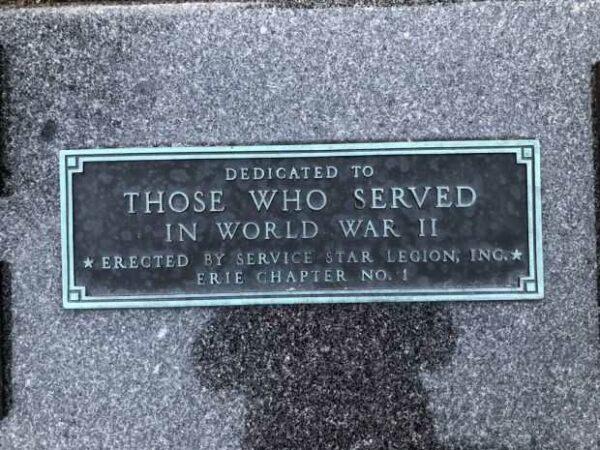 DEDICATED TO
THOSE WHO SERVED
IN WORLD WAR II
★ ERECTED BY SERVICE STAR LEGION, INC. ★
ERIE CHAPTER NO. 1